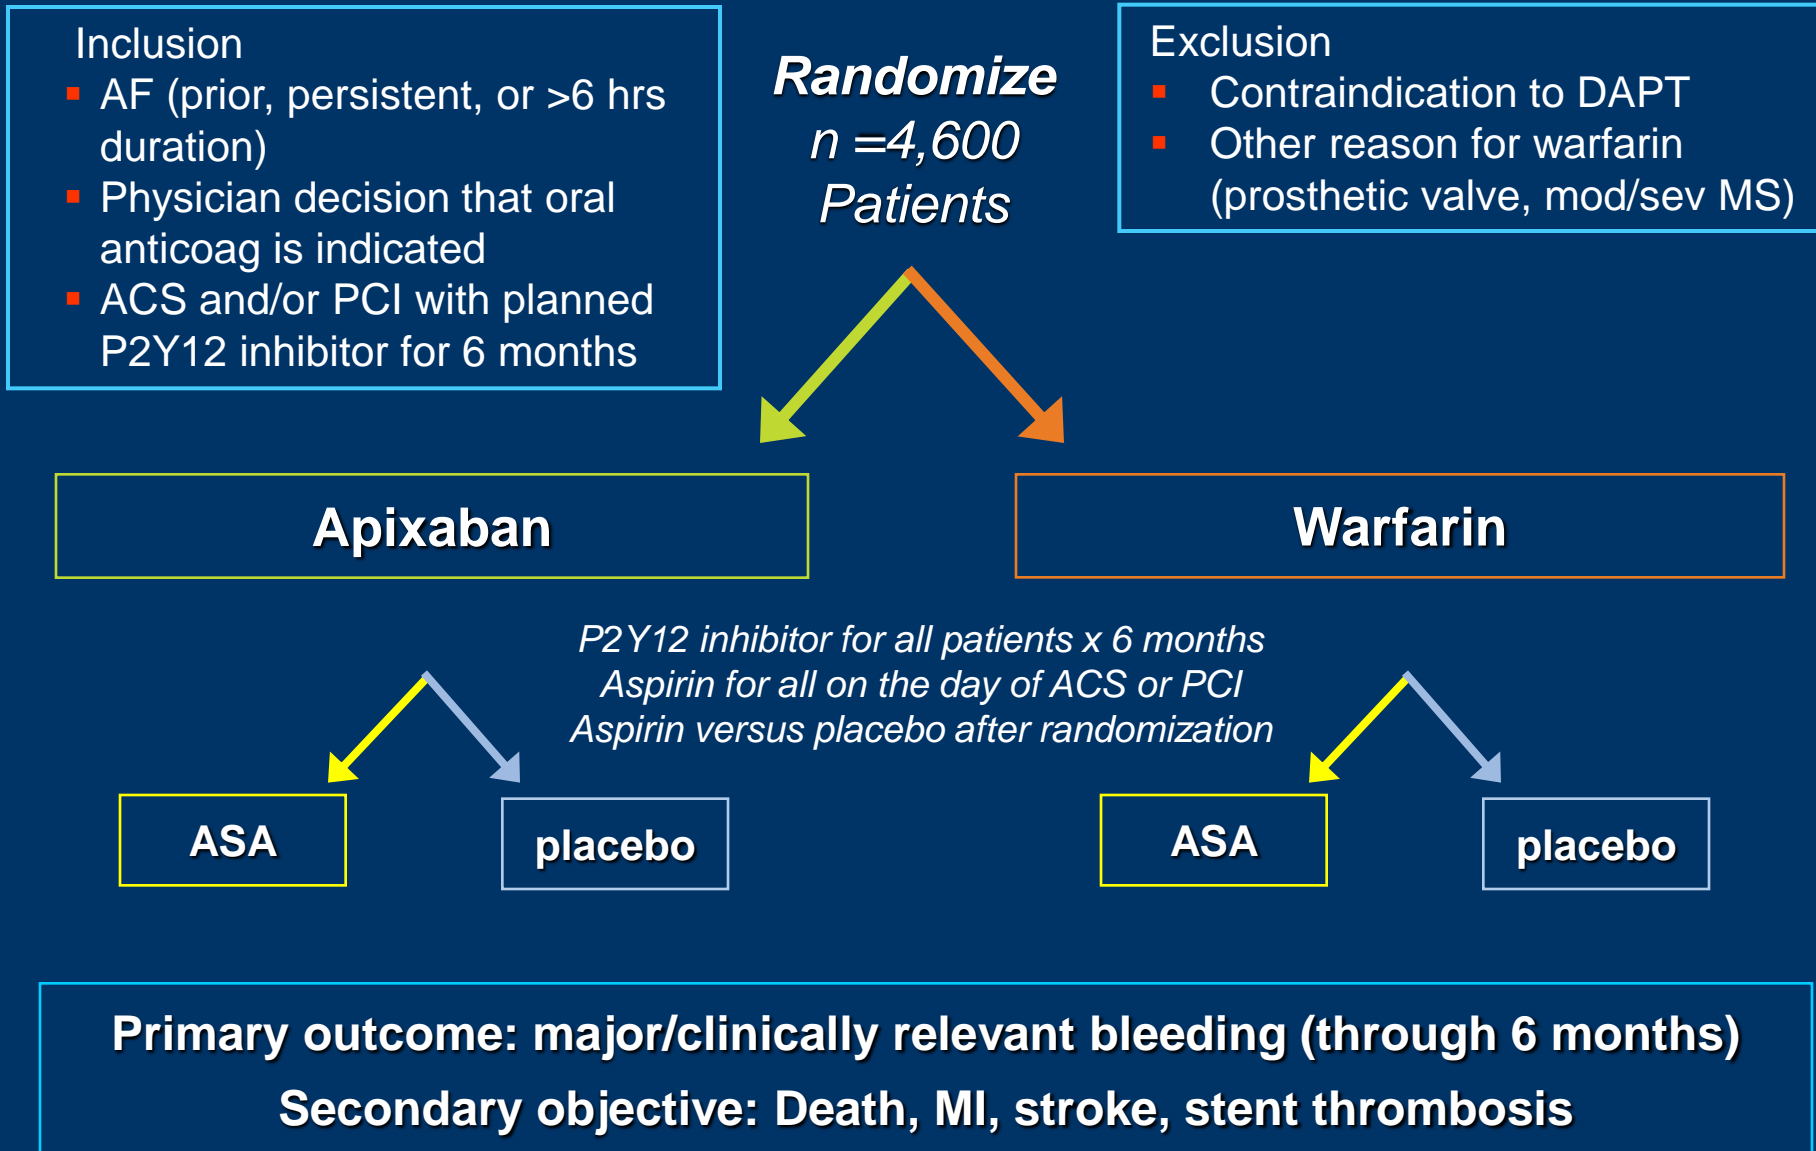 Inclusion
▪ AF (prior, persistent, or >6 hrs
duration)
▪ Physician decision that oral
anticoag is indicated
▪ ACS and/or PCI with planned
P2Y12 inhibitor for 6 months
Randomize
n =4,600
Patients
Exclusion
▪ Contraindication to DAPT
▪ Other reason for warfarin
(prosthetic valve, mod/sev MS)
Apixaban
Warfarin
P2Y12 inhibitor for all patients x 6 months
Aspirin for all on the day of ACS or PCI
Aspirin versus placebo after randomization
ASA
placebo
ASA
placebo
Primary outcome: major/clinically relevant bleeding (through 6 months)
Secondary objective: Death, MI, stroke, stent thrombosis